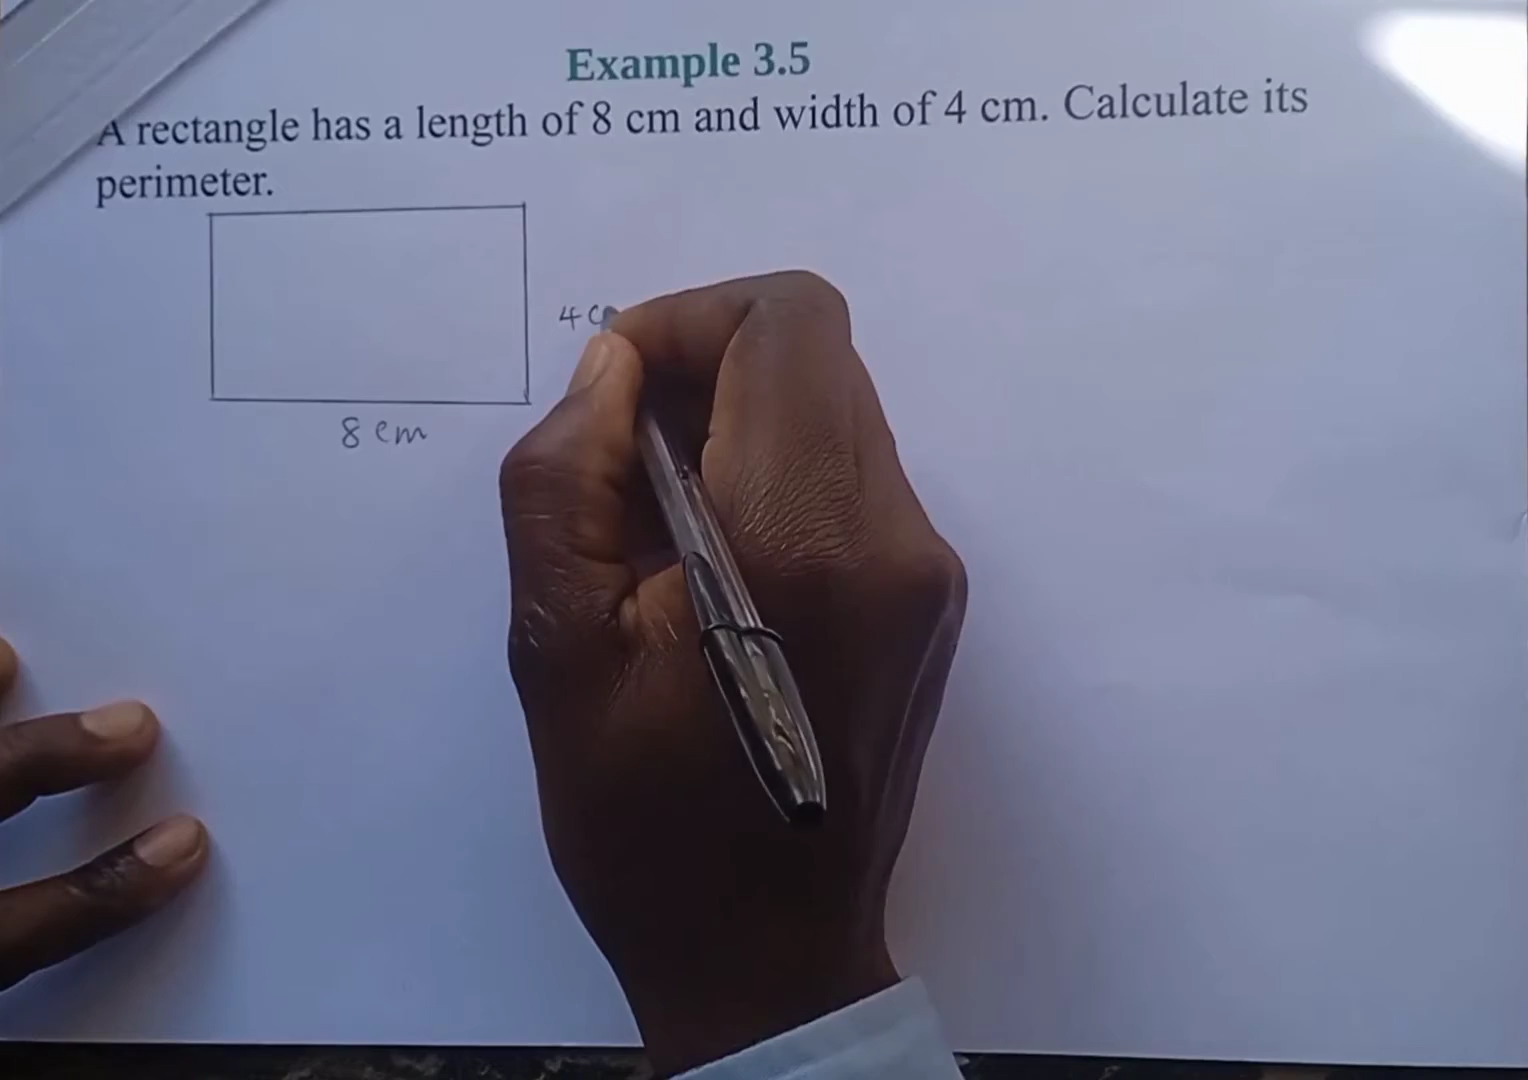 Example 3.5
A rectangle has a length of 8 cm and width of 4 cm. Calculate its
perimeter.
4 c
8 cm